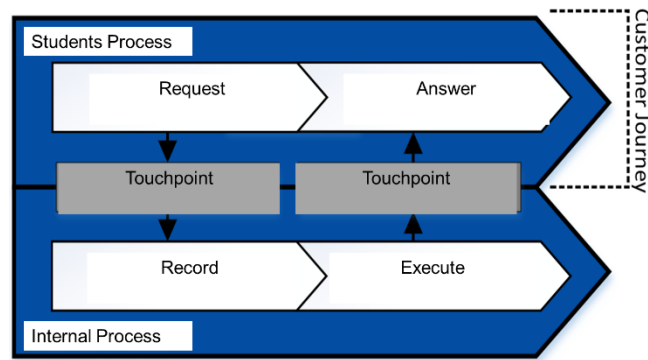 Students Process
Request
Answer
Touchpoint
Touchpoint
Record
Execute
Internal Process
Customer Journey